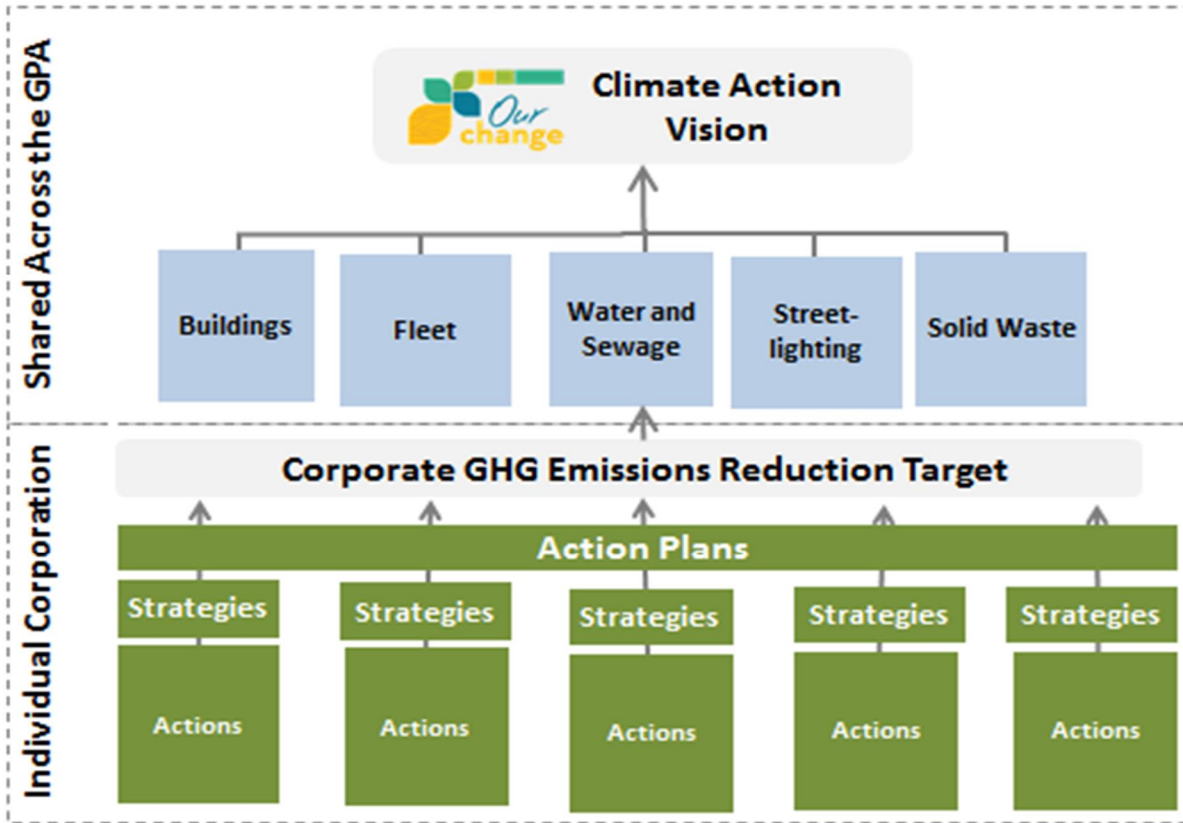 Shared Across the GPA
Our
change
Climate Action
Vision
Buildings
Fleet
Water and
Sewage
Street-
lighting
Solid Waste
Individual Corporation
Corporate GHG Emissions Reduction Target
Action Plans
Strategies
Strategies
Strategies
Strategies
Strategies
Actions
Actions
Actions
Actions
Actions